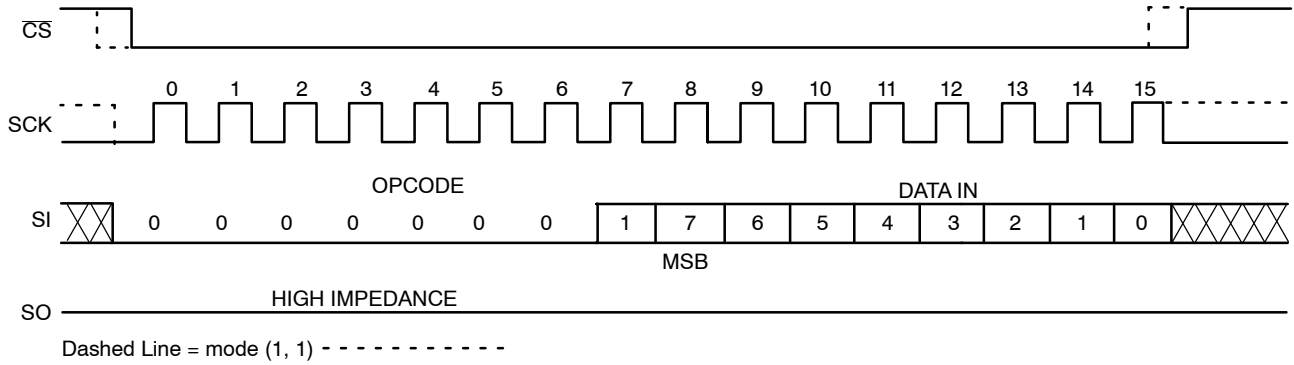 CS
0 1 2 3 4 5 6 7 8 9 10 11 12 13 14 15
SCK
OPCODE DATA IN
SI 0 0 0 0 0 0 0 1 7 6 5 4 3 2 1 0
MSB
HIGH IMPEDANCE
SO
Dashed Line = mode (1, 1)